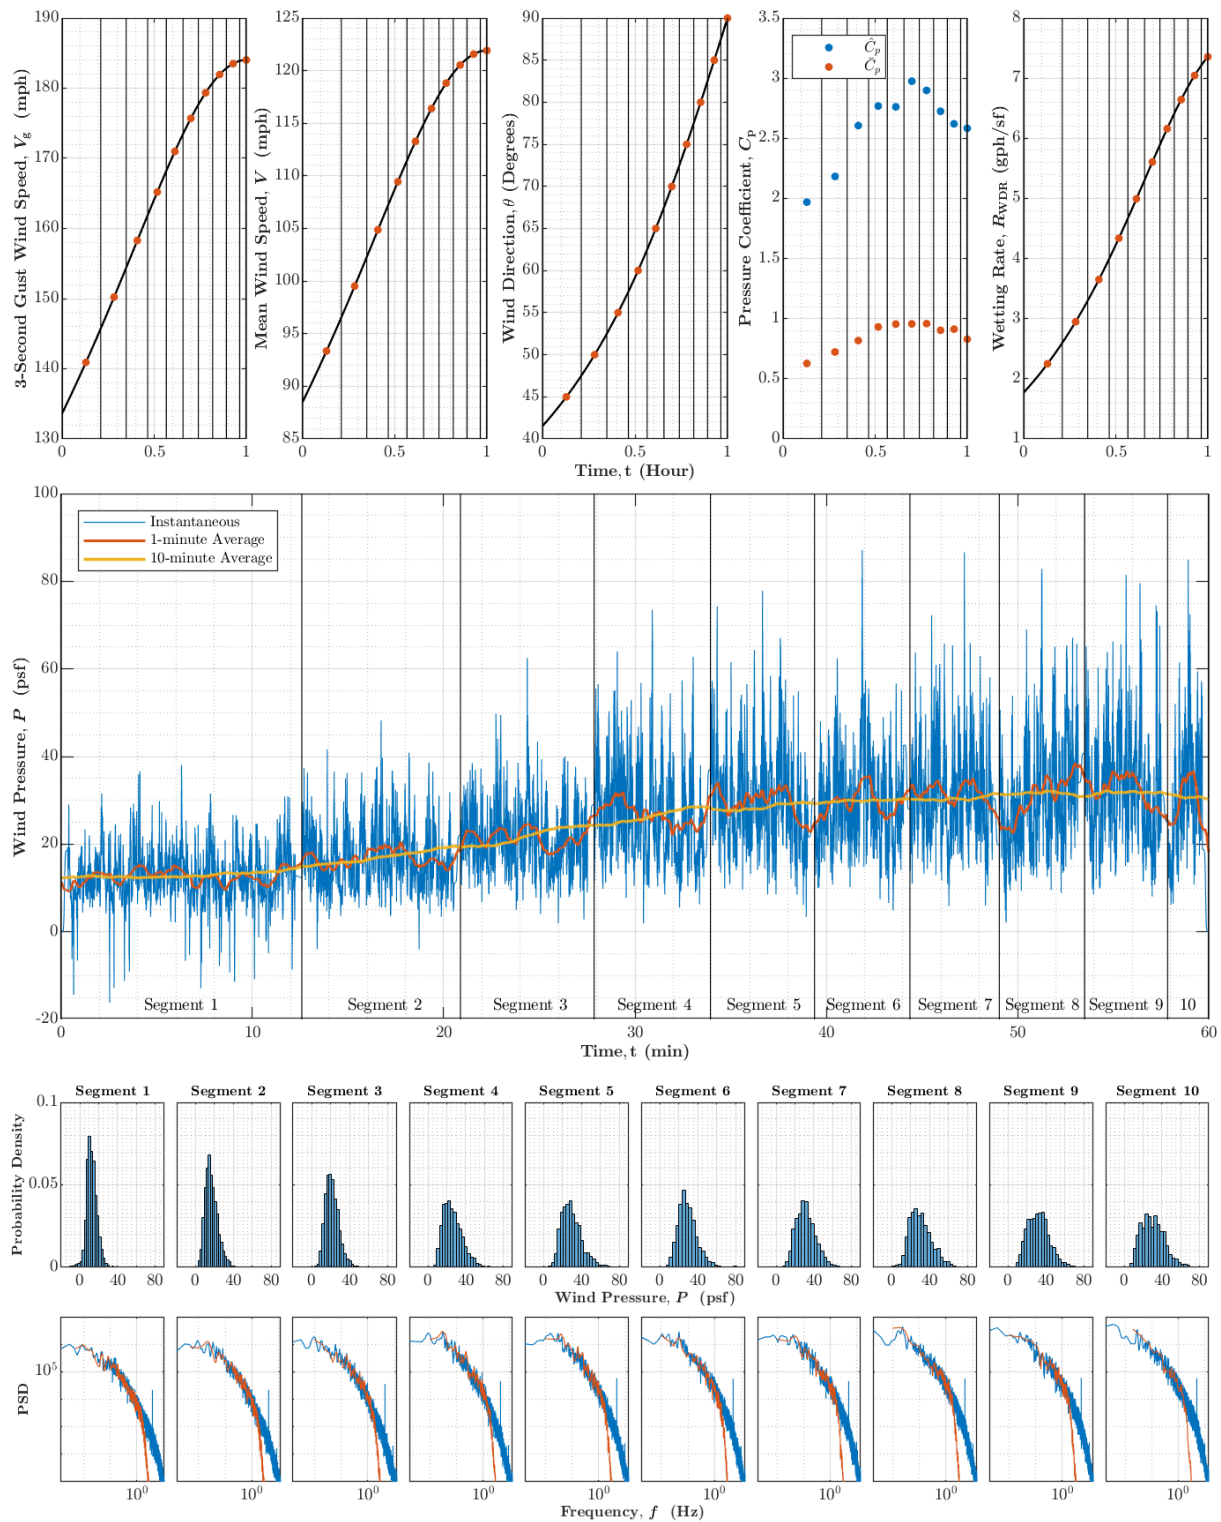 3-Second Gust Wind Speed, V_g (mph)
190
180
170
160
150
140
130
0
0.5
1
Mean Wind Speed, V (mph)
125
120
115
110
105
100
95
90
85
0
0.5
1
Wind Direction, θ (Degrees)
90
85
80
75
70
65
60
55
50
45
40
0
0.5
1
Pressure Coefficient, C_p
3.5
3
2.5
2
1.5
1
0.5
0
Ĉ_p
C̄_p
0
0.5
1
Wetting Rate, R_WDR (gph/sf)
8
7
6
5
4
3
2
1
0
0.5
1
Time, t (Hour)
Wind Pressure, P (psf)
100
80
60
40
20
0
-20
Instantaneous
1-minute Average
10-minute Average
Segment 1
Segment 2
Segment 3
Segment 4
Segment 5
Segment 6
Segment 7
Segment 8
Segment 9
10
0
10
20
30
40
50
60
Time, t (min)
Segment 1
Segment 2
Segment 3
Segment 4
Segment 5
Segment 6
Segment 7
Segment 8
Segment 9
Segment 10
Probability Density
0.1
0.05
0
0 40 80
0 40 80
0 40 80
0 40 80
0 40 80
0 40 80
0 40 80
0 40 80
0 40 80
0 40 80
Wind Pressure, P (psf)
PSD
10^5
10^0
10^0
10^0
10^0
10^0
10^0
10^0
10^0
10^0
10^0
Frequency, f (Hz)